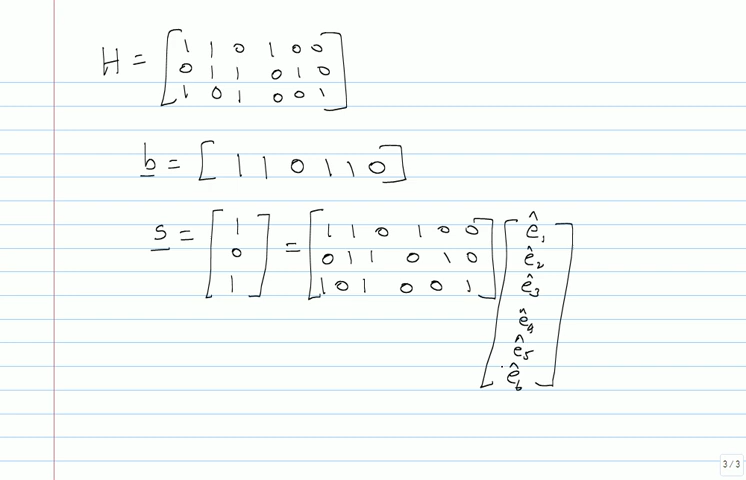 H = [ 1 1 0 1 0 0
0 1 1 0 1 0
1 0 1 0 0 1 ]
b = [ 1 1 0 1 1 0 ]
s = [ 1 0 1 ] = [ 1 1 0 1 0 0
0 1 1 0 1 0
1 0 1 0 0 1 ] [ ê₁
ê₂
ê₃
ê₄
ê₅
ê₆ ]
3 / 3